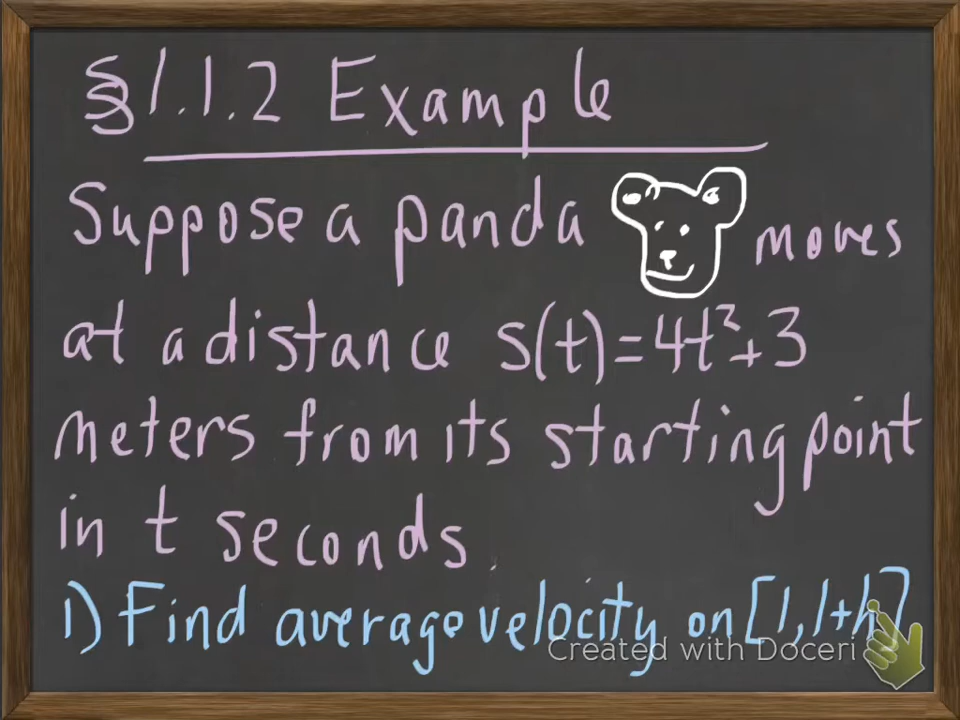 §1.1.2 Example
Suppose a panda moves
at a distance s(t)=4t²+3
meters from its starting point
in t seconds.
1) Find average velocity on [1,1+h]
Created with Doceri